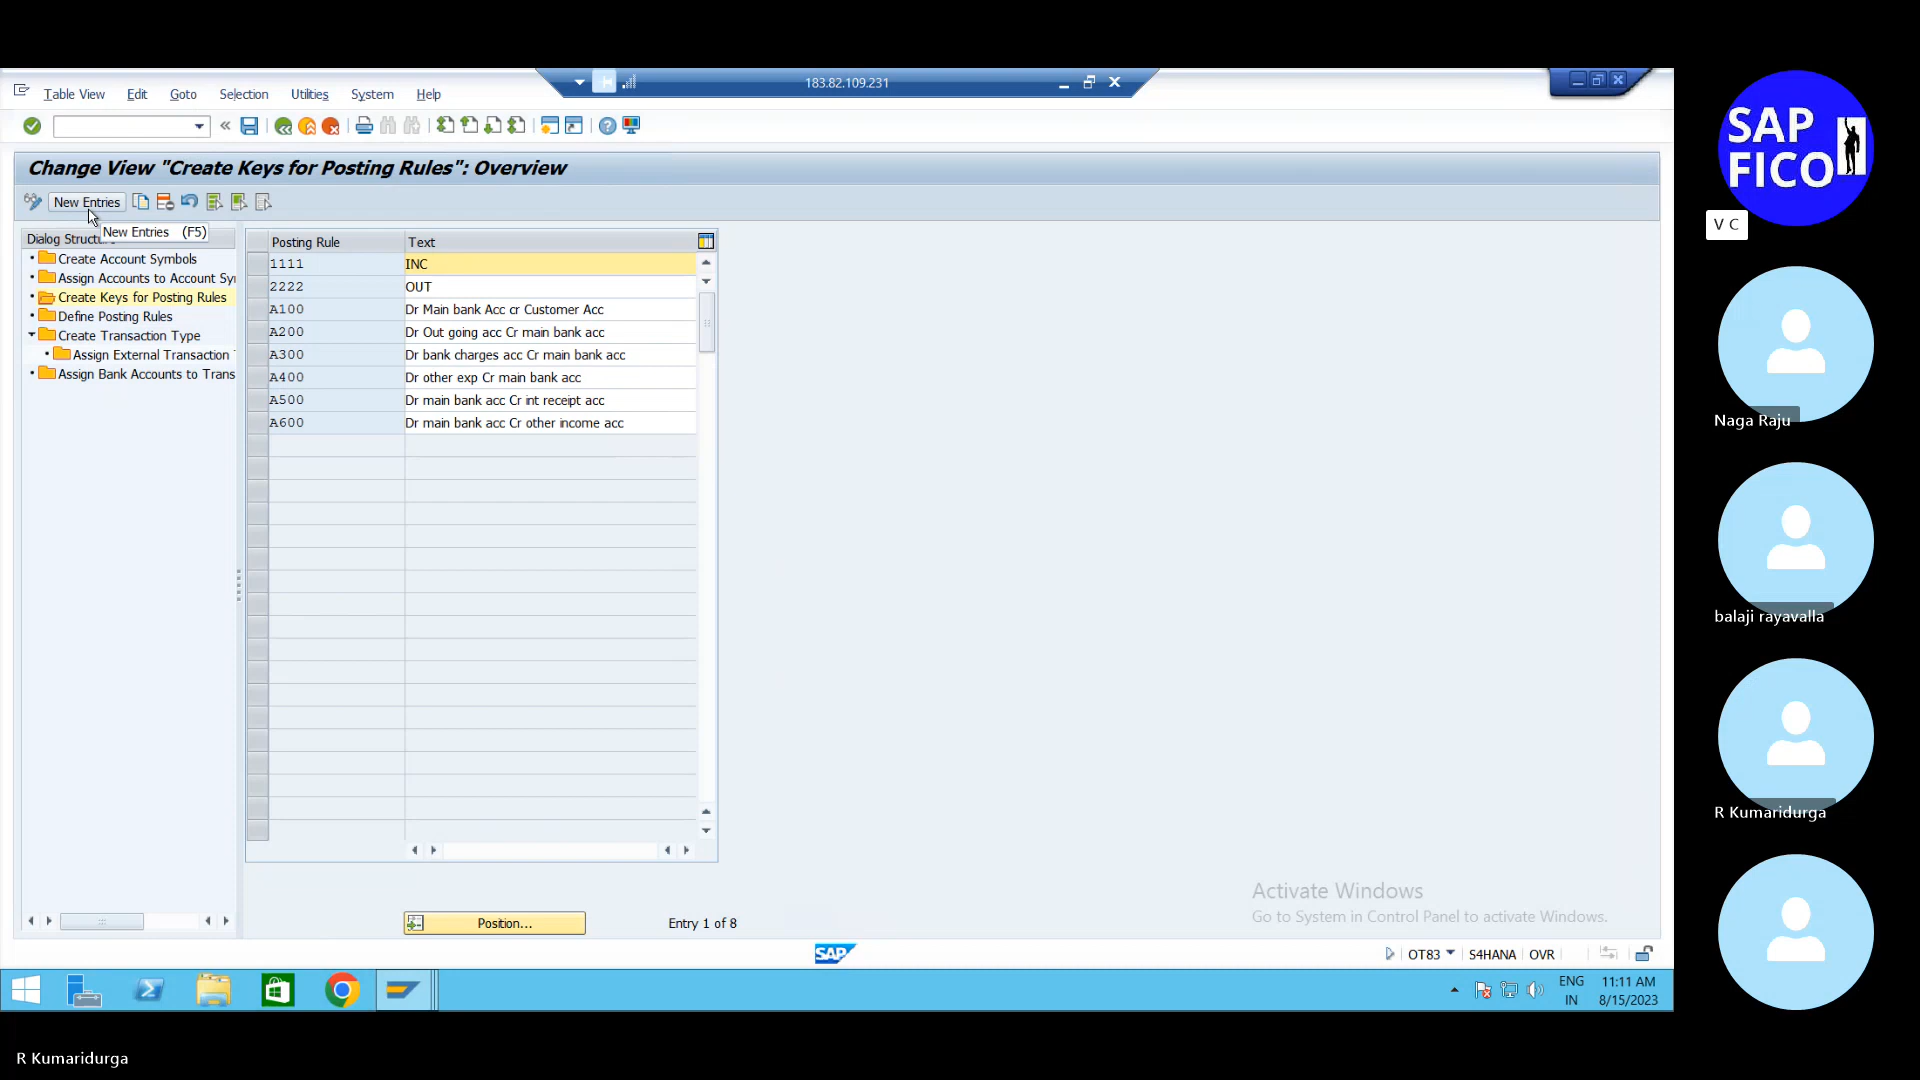 183.82.109.231
Table View Edit Goto Selection Utilities System Help
Change View "Create Keys for Posting Rules": Overview
New Entries
New Entries (F5)
Dialog Structu
Create Account Symbols
Assign Accounts to Account Sy
Create Keys for Posting Rules
Define Posting Rules
Create Transaction Type
Assign External Transaction
Assign Bank Accounts to Trans
Posting Rule Text
1111 INC
2222 OUT
A100 Dr Main bank Acc cr Customer Acc
A200 Dr Out going acc Cr main bank acc
A300 Dr bank charges acc Cr main bank acc
A400 Dr other exp Cr main bank acc
A500 Dr main bank acc Cr int receipt acc
A600 Dr main bank acc Cr other income acc
Position... Entry 1 of 8
Activate Windows
Go to System in Control Panel to activate Windows.
SAP
OT83 S4HANA OVR
ENG
IN
11:11 AM
8/15/2023
SAP
FICO
V C
Naga Raju
balaji rayavalla
R Kumaridurga
R Kumaridurga